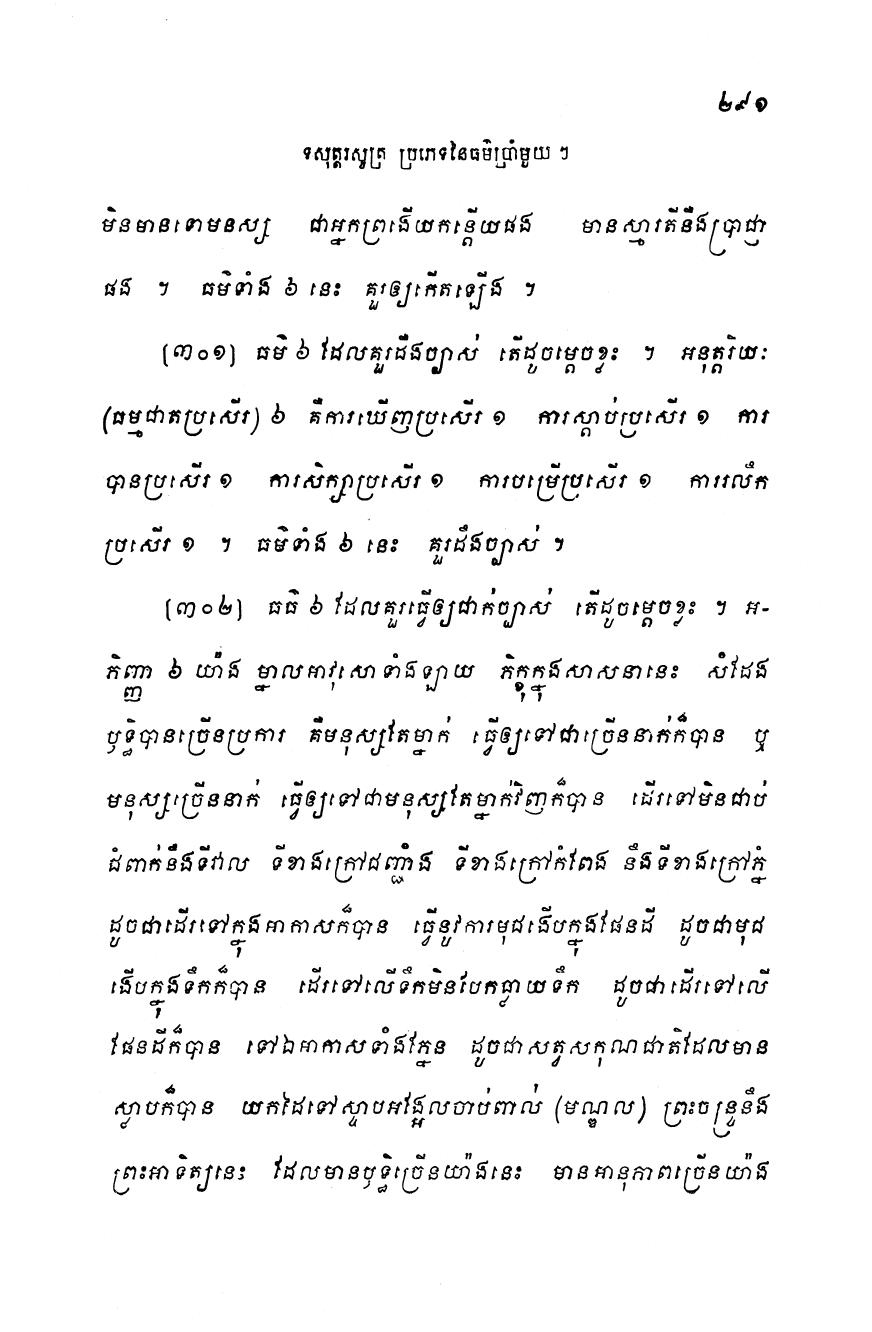 ២៩១
ទសុត្តរសូត្រ ប្រភេទនៃធម៌ប្រាំមួយ ។
មិនមានទោមនស្ស ជាអ្នកព្រងើយកន្តើយផង មានស្មារតីនឹងប្រាជ្ញា
ផង ។ ធម៌ទាំង ៦ នេះ គួរឲ្យកើតឡើង ។
(៣០១) ធម៌ ៦ ដែលគួរដឹងច្បាស់ តើដូចម្តេចខ្លះ ។ អនុត្តរិយៈ
(ធម្មជាតប្រសើរ) ៦ គឺការឃើញប្រសើរ ១ ការស្តាប់ប្រសើរ ១ ការ
បានប្រសើរ ១ ការសិក្សាប្រសើរ ១ ការបម្រើប្រសើរ ១ ការរលឹក
ប្រសើរ ១ ។ ធម៌ទាំង ៦ នេះ គួរដឹងច្បាស់ ។
(៣០២) ធធិ ៦ ដែលគួរធ្វើឲ្យជាក់ច្បាស់ តើដូចម្តេចខ្លះ ។ អ-
ភិញ្ញា ៦ យ៉ាង ម្នាលអាវុសោទាំងឡាយ ភិក្ខុក្នុងសាសនានេះ សំដែង
ឫទ្ធិបានច្រើនប្រការ គឺមនុស្សតែម្នាក់ ធ្វើឲ្យទៅជាច្រើននាក់ក៏បាន ឬ
មនុស្សច្រើននាក់ ធ្វើឲ្យទៅជាមនុស្សតែម្នាក់វិញក៏បាន ដើរទៅមិនជាប់
ជំពាក់នឹងទីវាល ទីខាងក្រៅជញ្ជាំង ទីខាងក្រៅកំពែង នឹងទីខាងក្រៅភ្នំ
ដូចជាដើរទៅក្នុងអាកាសក៏បាន ធ្វើនូវការមុជងើបក្នុងផែនដី ដូចជាមុជ
ងើបក្នុងទឹកក៏បាន ដើរទៅលើទឹកមិនបែកធ្លាយទឹក ដូចជាដើរទៅលើ
ផែនដីក៏បាន ទៅឯអាកាសទាំងភ្នែន ដូចជាសត្វសកុណជាតិដែលមាន
ស្លាបក៏បាន យកដៃទៅស្ទាបអង្អែលចាប់ពាល់ (មណ្ឌល) ព្រះចន្ទ្រនឹង
ព្រះអាទិត្យនេះ ដែលមានឫទ្ធិច្រើនយ៉ាងនេះ មានអានុភាពច្រើនយ៉ាង